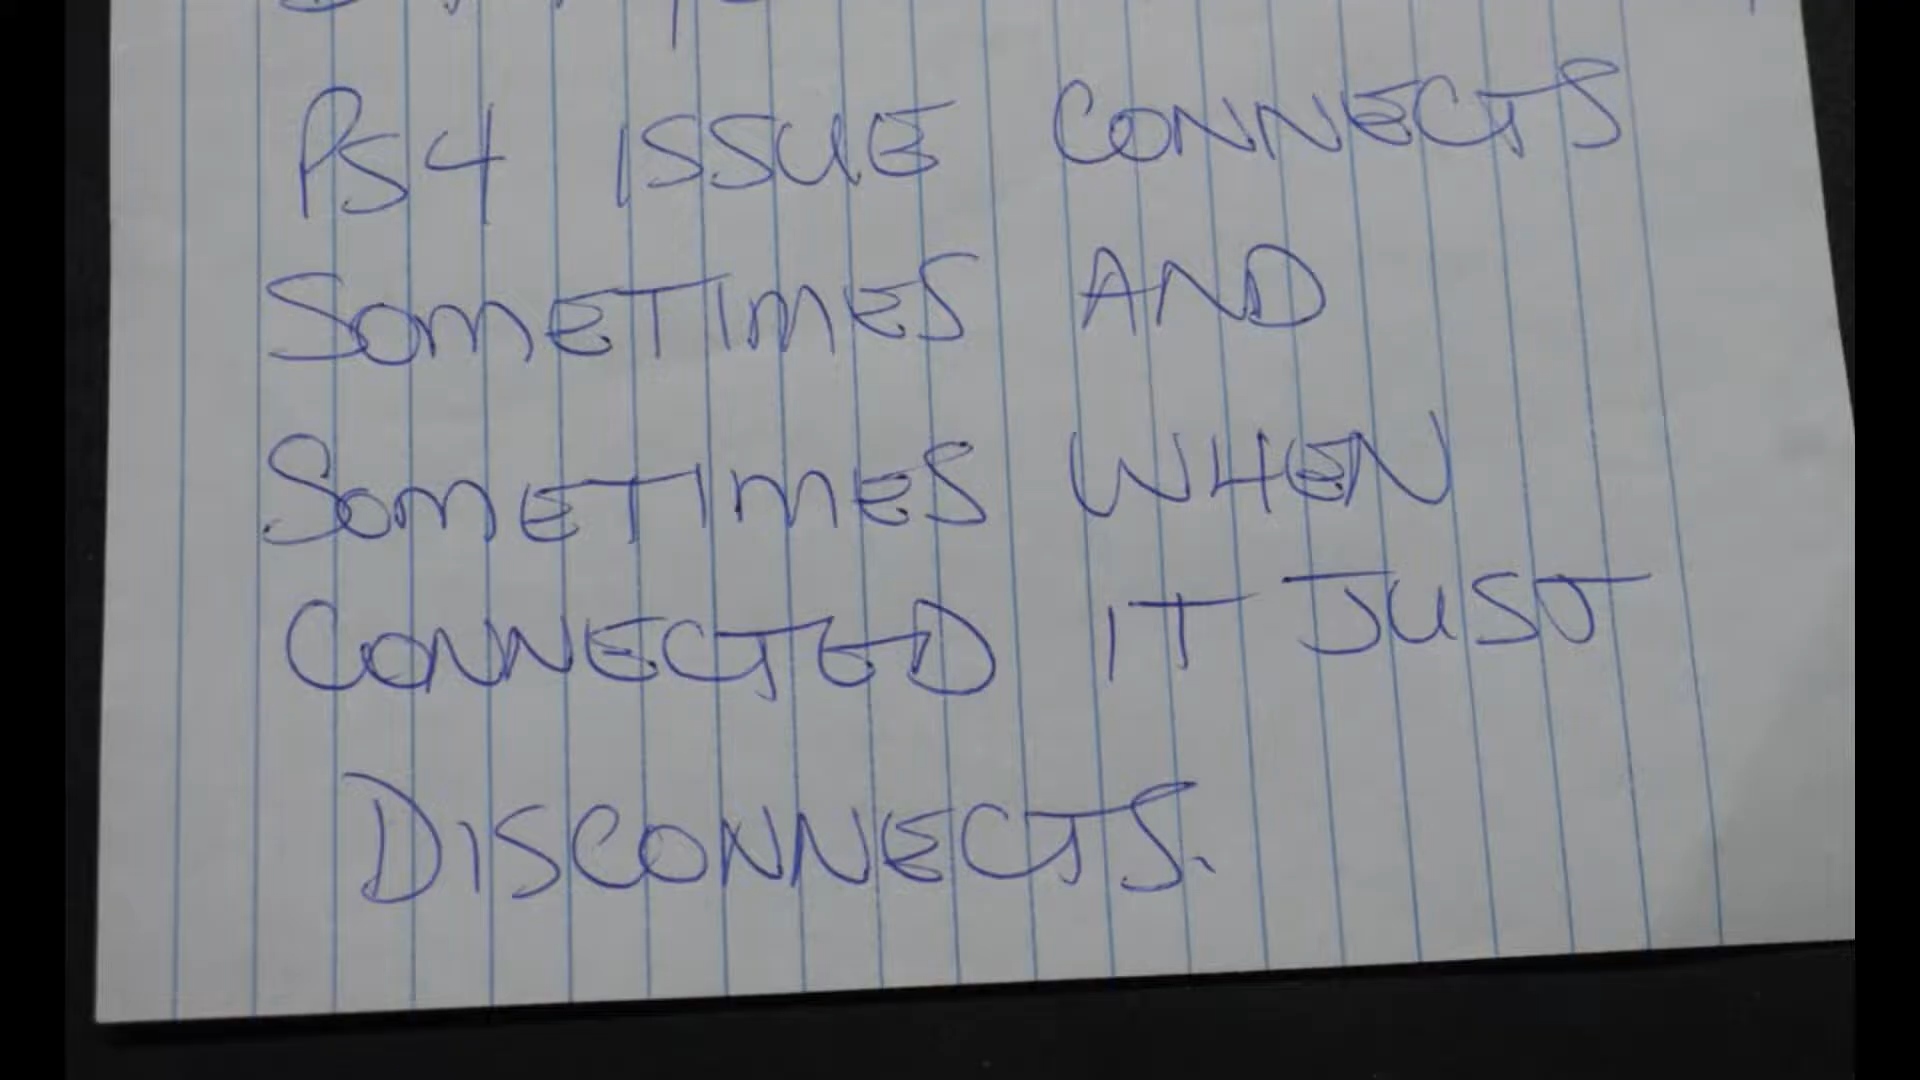 PS4 ISSUE CONNECTS
SOMETIMES AND
SOMETIMES WHEN
CONNECTED IT JUST
DISCONNECTS.